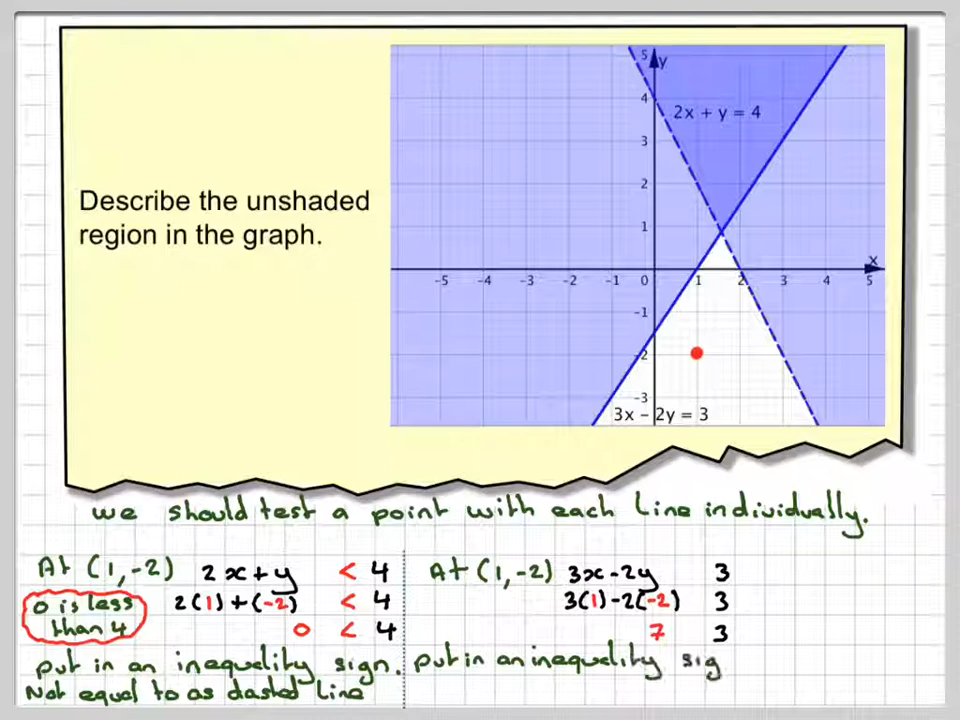 Describe the unshaded
region in the graph.
5 y
4
2x + y = 4
3
2
1
x
-5 -4 -3 -2 -1 0 1 2 3 4 5
-1
-2
-3
3x - 2y = 3
we should test a point with each line individually.
At (1,-2) 2x+y < 4
0 is less than 4
2(1)+(-2) < 4
0 < 4
put in an inequality sign.
Not equal to as dashed line
At (1,-2) 3x-2y 3
3(1)-2(-2) 3
7 3
put in an inequality sig